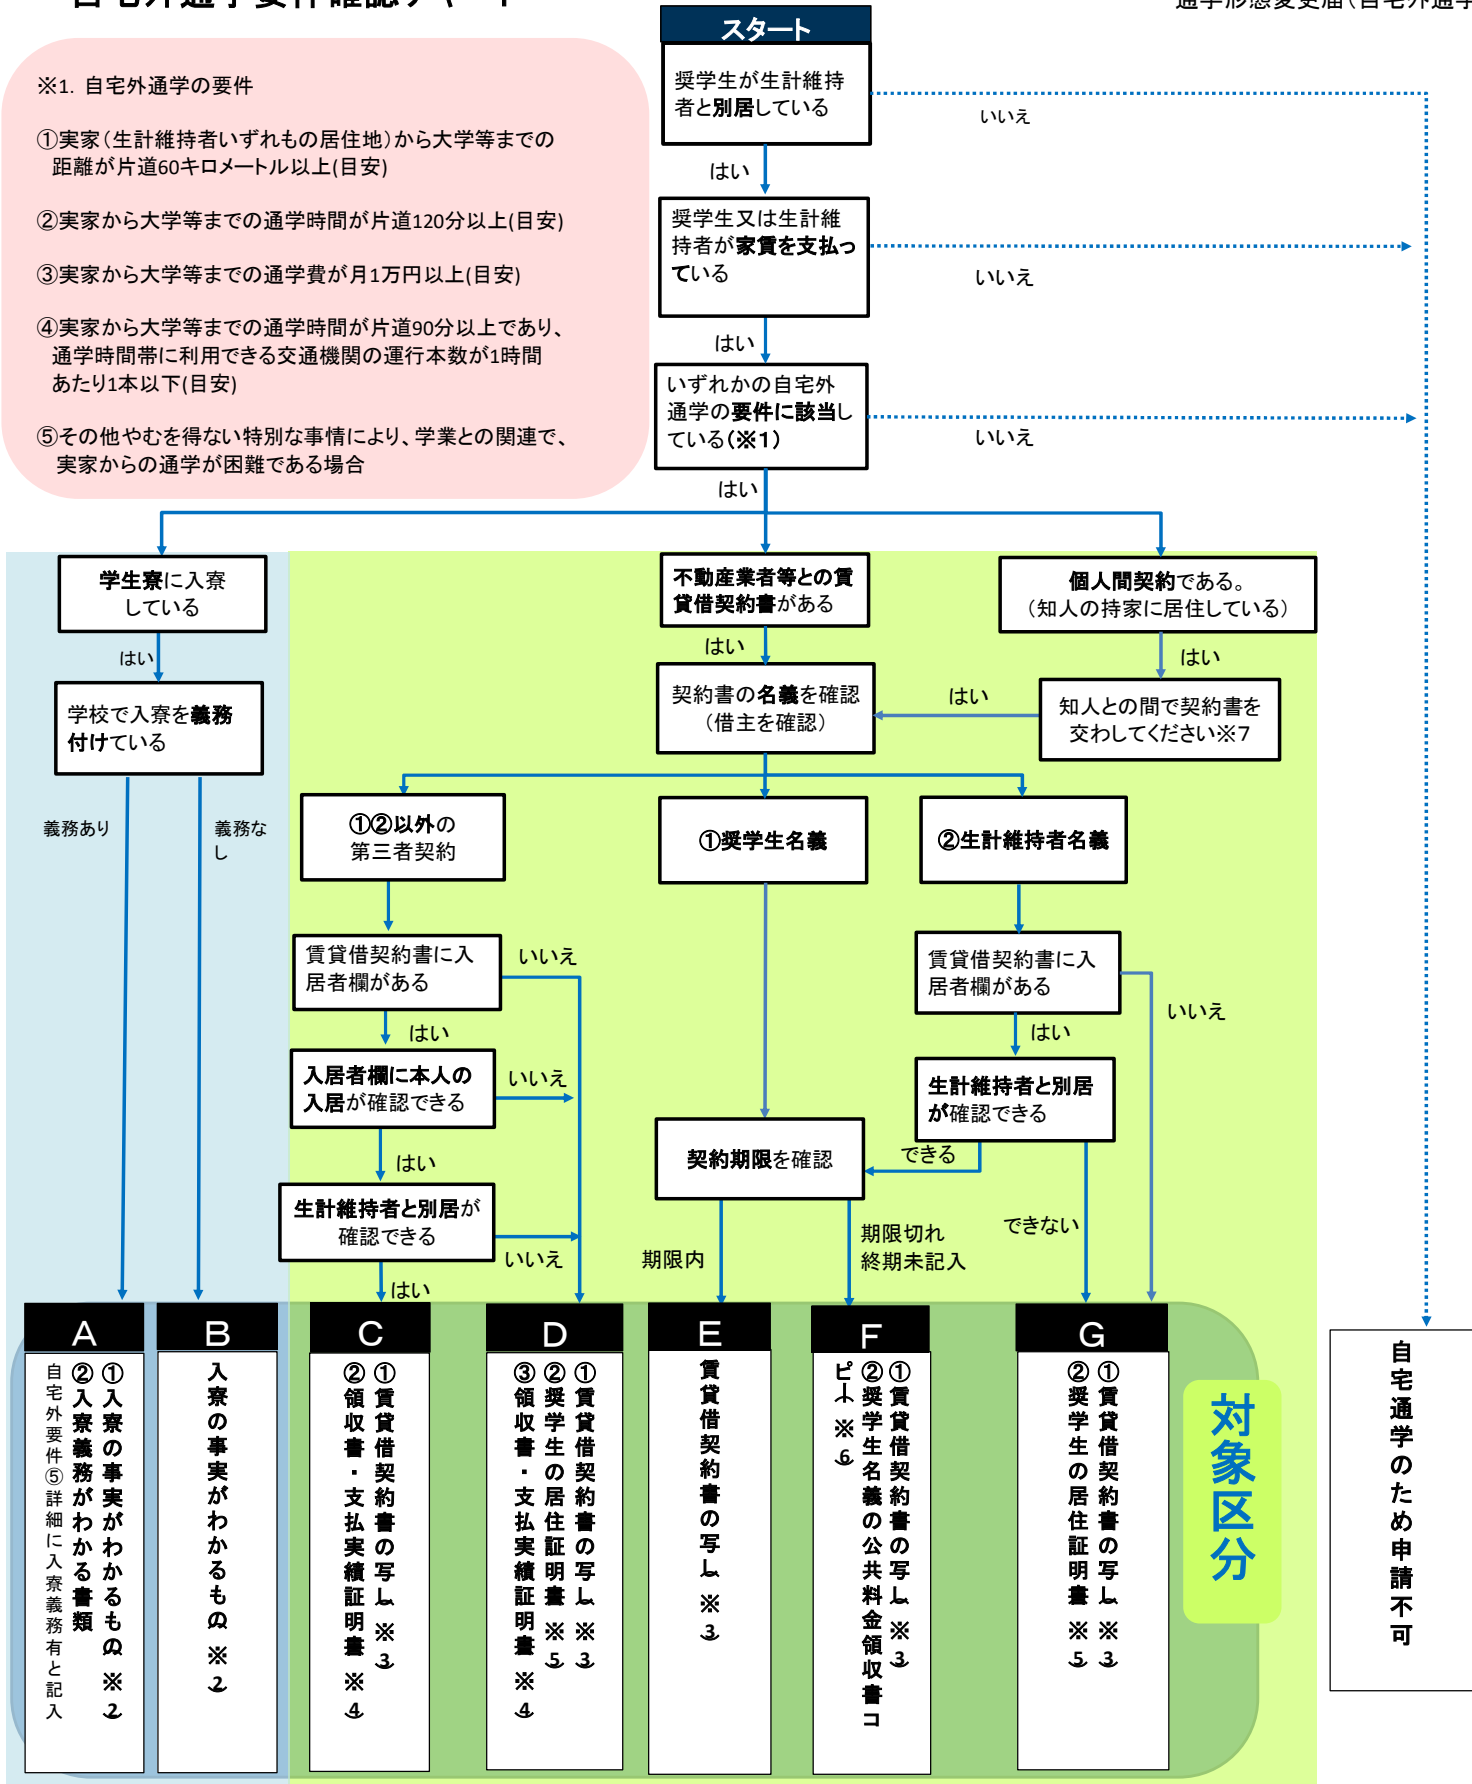 自宅外通学要件確認チャート
通学形態変更届（自宅外通学
※1. 自宅外通学の要件
①実家（生計維持者いずれもの居住地）から大学等までの
距離が片道60キロメートル以上(目安)
②実家から大学等までの通学時間が片道120分以上(目安)
③実家から大学等までの通学費が月1万円以上(目安)
④実家から大学等までの通学時間が片道90分以上であり、
通学時間帯に利用できる交通機関の運行本数が1時間
あたり1本以下(目安)
⑤その他やむを得ない特別な事情により、学業との関連で、
実家からの通学が困難である場合
スタート
奨学生が生計維持
者と別居している
いいえ
はい
奨学生又は生計維
持者が家賃を支払っ
ている
いいえ
はい
いずれかの自宅外
通学の要件に該当し
ている(※1)
いいえ
はい
学生寮に入寮
している
はい
学校で入寮を義務
付けている
義務あり
義務な
し
不動産業者等との賃
貸借契約書がある
はい
契約書の名義を確認
（借主を確認）
個人間契約である。
（知人の持家に居住している）
はい
知人との間で契約書を
交わしてください※7
はい
①②以外の
第三者契約
①奨学生名義
②生計維持者名義
賃貸借契約書に入
居者欄がある
いいえ
はい
入居者欄に本人の
入居が確認できる
いいえ
はい
生計維持者と別居が
確認できる
いいえ
はい
賃貸借契約書に入
居者欄がある
いいえ
はい
生計維持者と別居
が確認できる
できる
できない
契約期限を確認
期限内
期限切れ
終期未記入
A
①入寮の事実がわかるもの（※2）
②入寮義務がわかる書類
自宅外要件⑤詳細に入寮義務有と記入
B
入寮の事実がわかるもの（※2）
C
①賃貸借契約書の写し（※3）
②領収書・支払実績証明書（※4）
D
①賃貸借契約書の写し（※3）
②奨学生の居住証明書（※5）
③領収書・支払実績証明書（※4）
E
賃貸借契約書の写し（※3）
F
①賃貸借契約書の写し（※3）
②奨学生名義の公共料金領収書コ
ピー（※6）
G
①賃貸借契約書の写し（※3）
②奨学生の居住証明書（※5）
対象区分
自宅通学のため申請不可